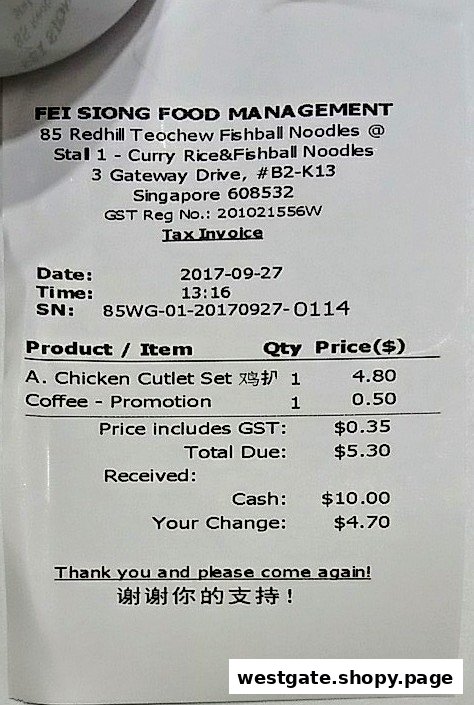 FEI SIONG FOOD MANAGEMENT
85 Redhill Teochew Fishball Noodles @
Stall 1 - Curry Rice&Fishball Noodles
3 Gateway Drive, #B2-K13
Singapore 608532
GST Reg No.: 201021556W
Tax Invoice
Date: 2017-09-27
Time: 13:16
SN: 85WG-01-20170927-0114
Product / Item Qty Price($)
A. Chicken Cutlet Set 鸡扒 1 4.80
Coffee - Promotion 1 0.50
Price includes GST: $0.35
Total Due: $5.30
Received:
Cash: $10.00
Your Change: $4.70
Thank you and please come again!
谢谢你的支持!
westgate.shopy.page